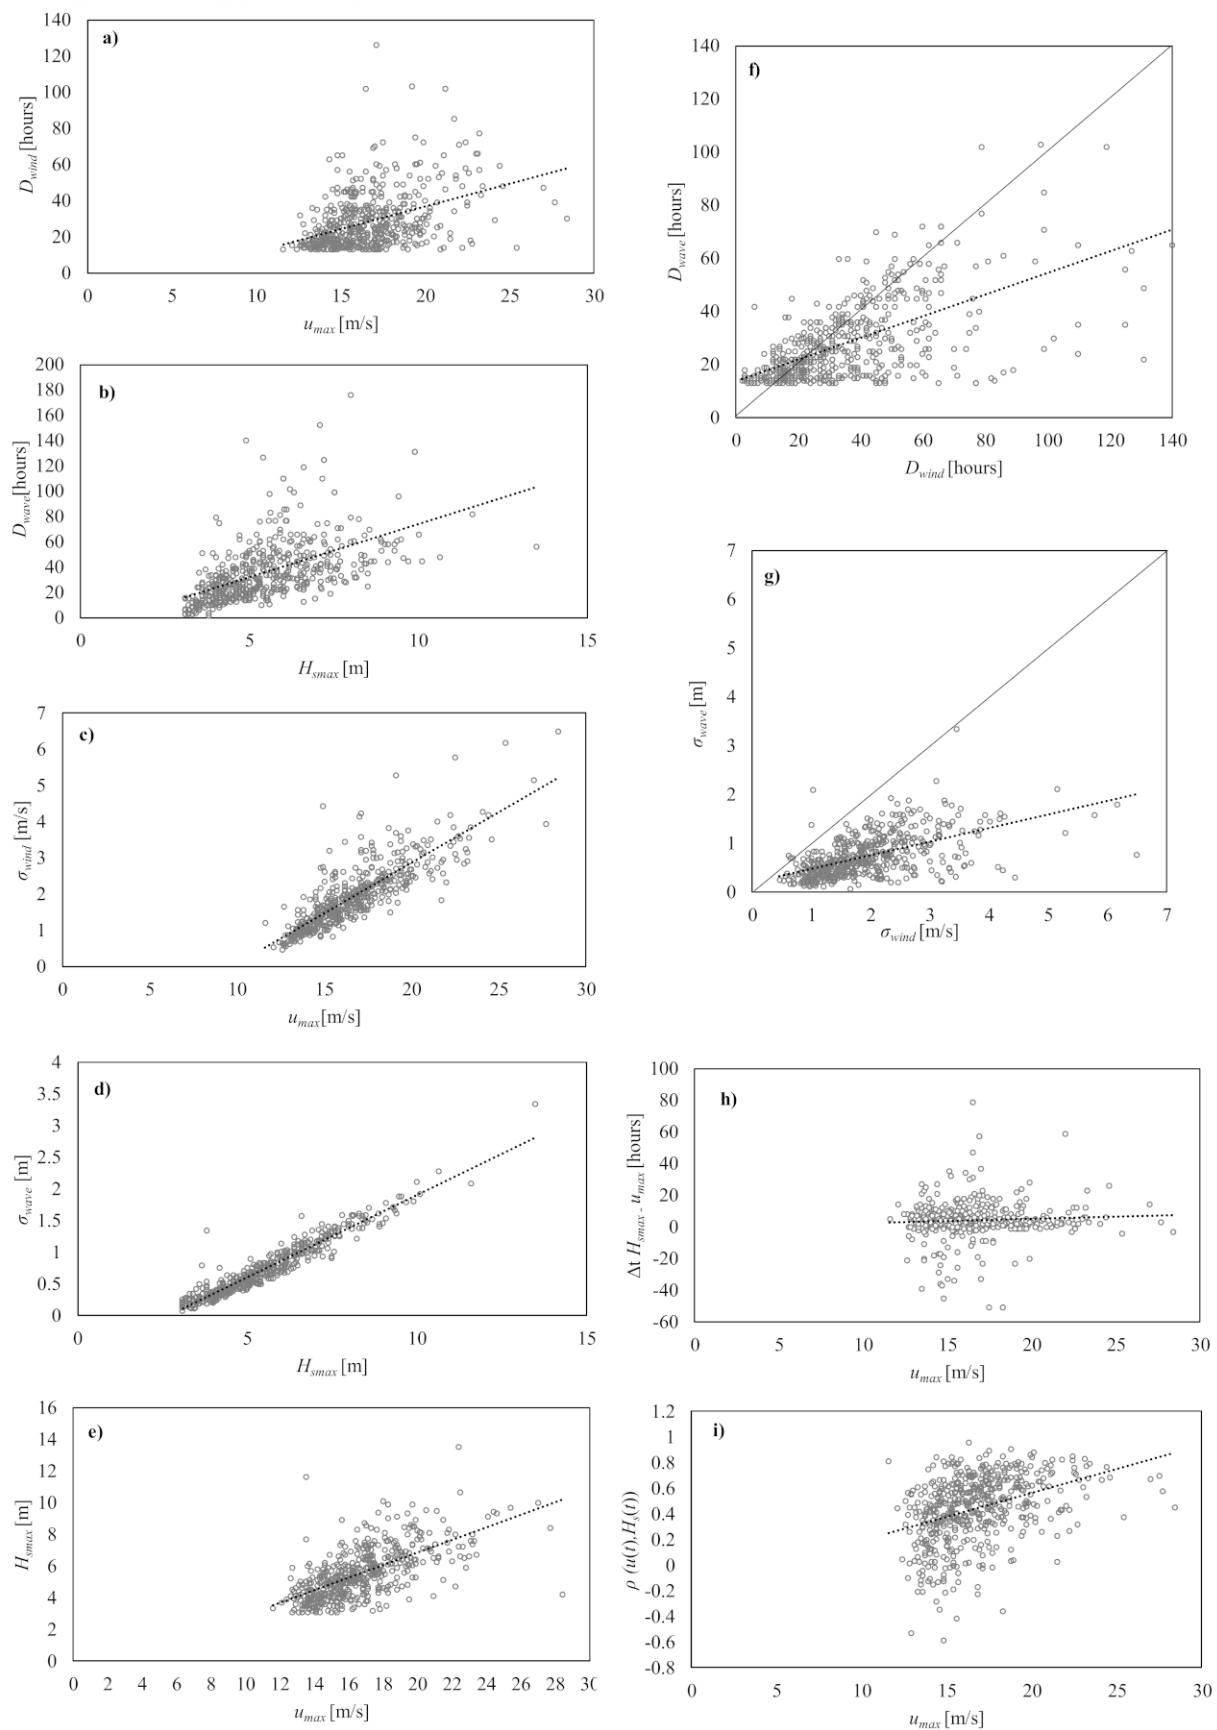 a)
140
120
100
80
60
40
20
0
D_wind [hours]
0 5 10 15 20 25 30
u_max [m/s]
b)
200
180
160
140
120
100
80
60
40
20
0
D_wave[hours]
0 5 10 15
H_smax [m]
c)
7
6
5
4
3
2
1
0
σ_wind [m/s]
0 5 10 15 20 25 30
u_max[m/s]
d)
4
3.5
3
2.5
2
1.5
1
0.5
0
σ_wave [m]
0 5 10 15
H_smax [m]
e)
16
14
12
10
8
6
4
2
0
H_smax [m]
0 2 4 6 8 10 12 14 16 18 20 22 24 26 28 30
u_max [m/s]
f)
140
120
100
80
60
40
20
0
D_wave [hours]
0 20 40 60 80 100 120 140
D_wind [hours]
g)
7
6
5
4
3
2
1
0
σ_wave [m]
0 1 2 3 4 5 6 7
σ_wind [m/s]
h)
100
80
60
40
20
0
-20
-40
-60
Δt H_smax - u_max [hours]
0 5 10 15 20 25 30
u_max [m/s]
i)
1.2
1
0.8
0.6
0.4
0.2
0
-0.2
-0.4
-0.6
-0.8
ρ (u(t),H_s(t))
0 5 10 15 20 25 30
u_max [m/s]